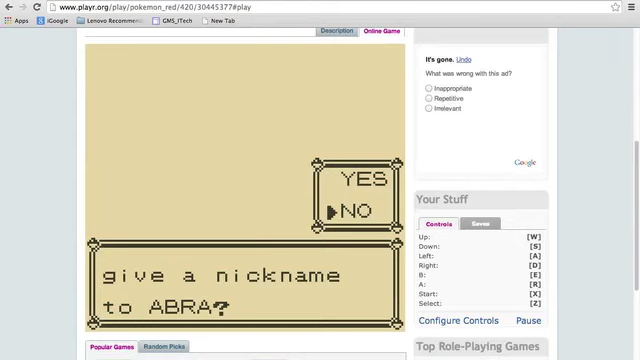 www.playr.org/play/pokemon_red/420/30445377#play
Apps iGoogle Lenovo Recommend GMS_ITech New Tab
Description Online Game
It's gone. Undo
What was wrong with this ad?
Inappropriate
Repetitive
Irrelevant
Google
YES
NO
give a nickname
to ABRA?
Your Stuff
Controls Saves
Up: [W]
Down: [S]
Left: [A]
Right: [D]
B: [E]
A: [R]
Start: [X]
Select: [Z]
Configure Controls Pause
Popular Games Random Picks
Top Role-Playing Games